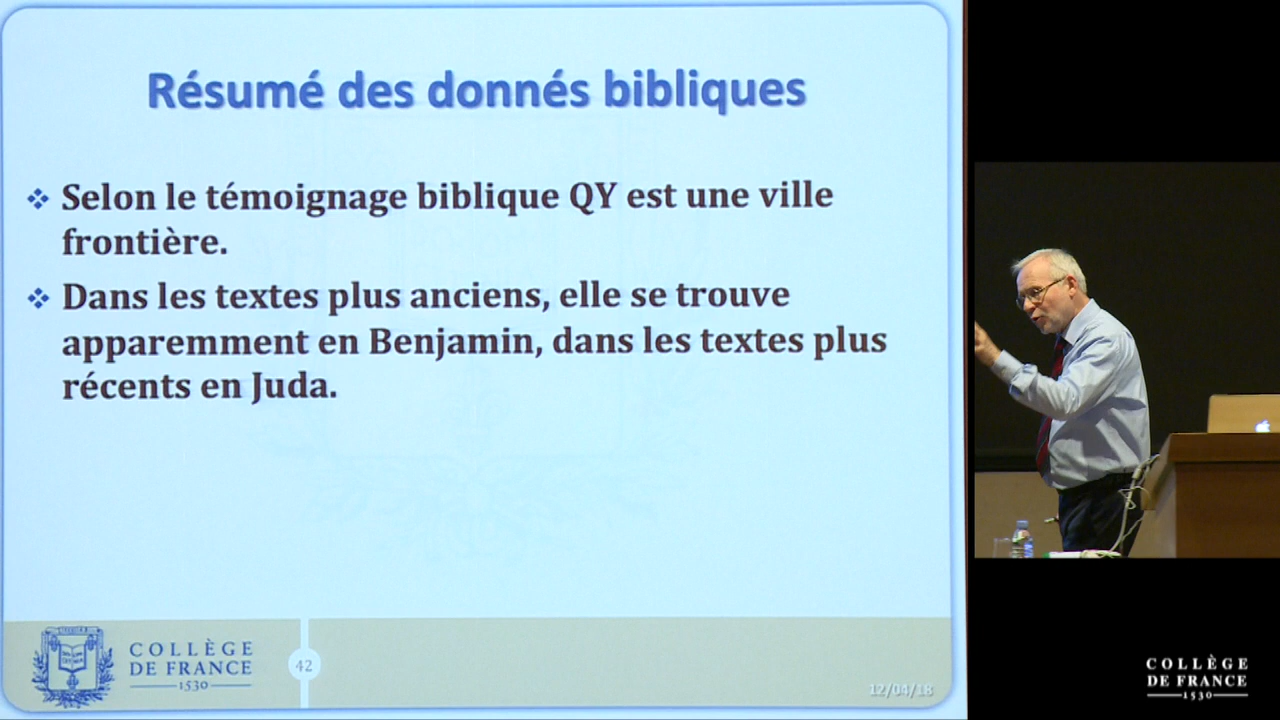 Résumé des donnés bibliques
Selon le témoignage biblique QY est une ville
frontière.
Dans les textes plus anciens, elle se trouve
apparemment en Benjamin, dans les textes plus
récents en Juda.
COLLÈGE
DE FRANCE
1530
42
12/04/18
COLLÈGE
DE FRANCE
1530